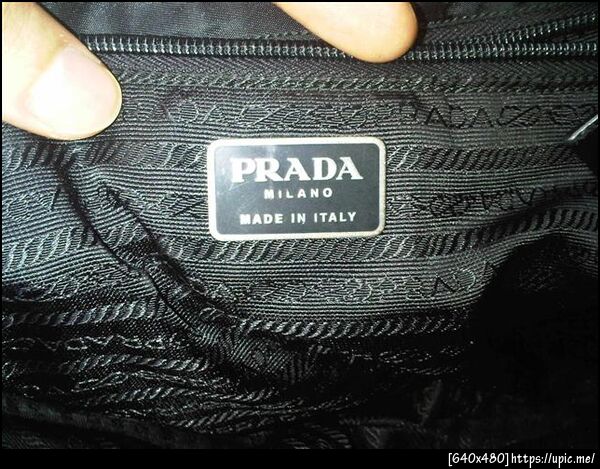 PRADA
MILANO
MADE IN ITALY
[640x480]https://upic.me/